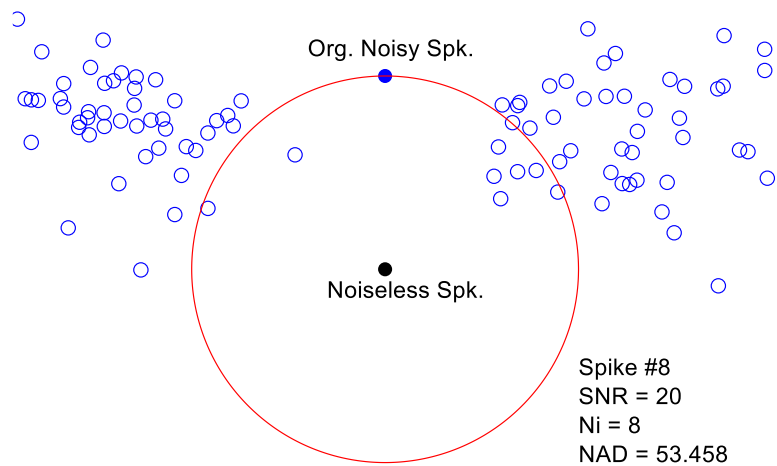 Org. Noisy Spk.
Noiseless Spk.
Spike #8
SNR = 20
Ni = 8
NAD = 53.458